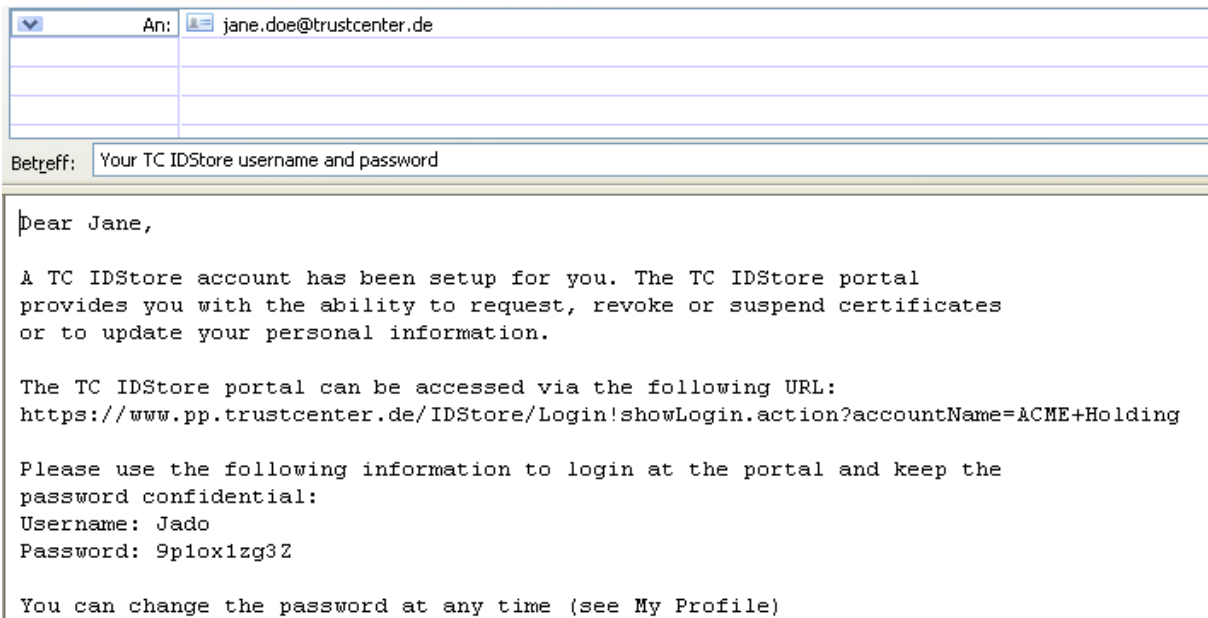 An: jane.doe@trustcenter.de
Betreff: Your TC IDStore username and password
Dear Jane,
A TC IDStore account has been setup for you. The TC IDStore portal
provides you with the ability to request, revoke or suspend certificates
or to update your personal information.
The TC IDStore portal can be accessed via the following URL:
https://www.pp.trustcenter.de/IDStore/Login!showLogin.action?accountName=ACME+Holding
Please use the following information to login at the portal and keep the
password confidential:
Username: Jado
Password: 9p1ox1zg3Z
You can change the password at any time (see My Profile)